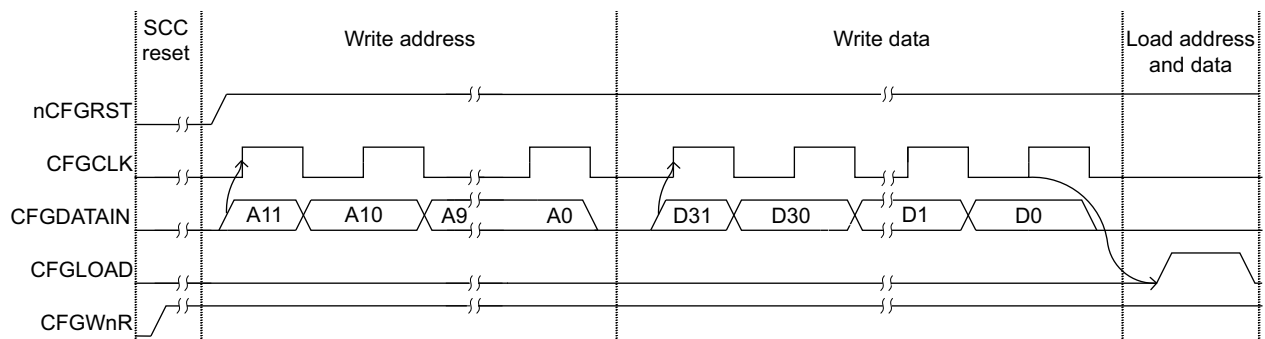 SCC
reset
Write address
Write data
Load address
and data
nCFGRST
CFGCLK
CFGDATAIN
A11
A10
A9
A0
D31
D30
D1
D0
CFGLOAD
CFGWnR